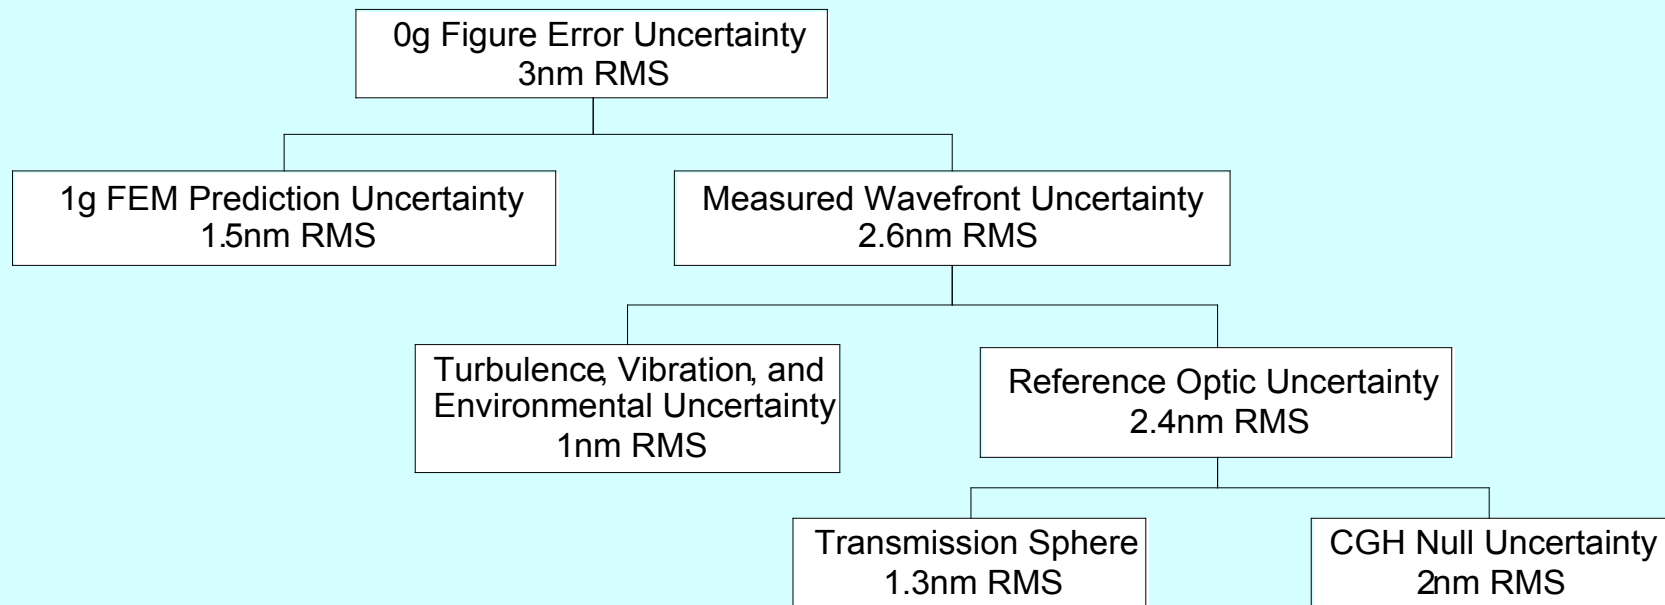 0g Figure Error Uncertainty
3nm RMS
1g FEM Prediction Uncertainty
1.5nm RMS
Measured Wavefront Uncertainty
2.6nm RMS
Turbulence, Vibration, and
Environmental Uncertainty
1nm RMS
Reference Optic Uncertainty
2.4nm RMS
Transmission Sphere
1.3nm RMS
CGH Null Uncertainty
2nm RMS